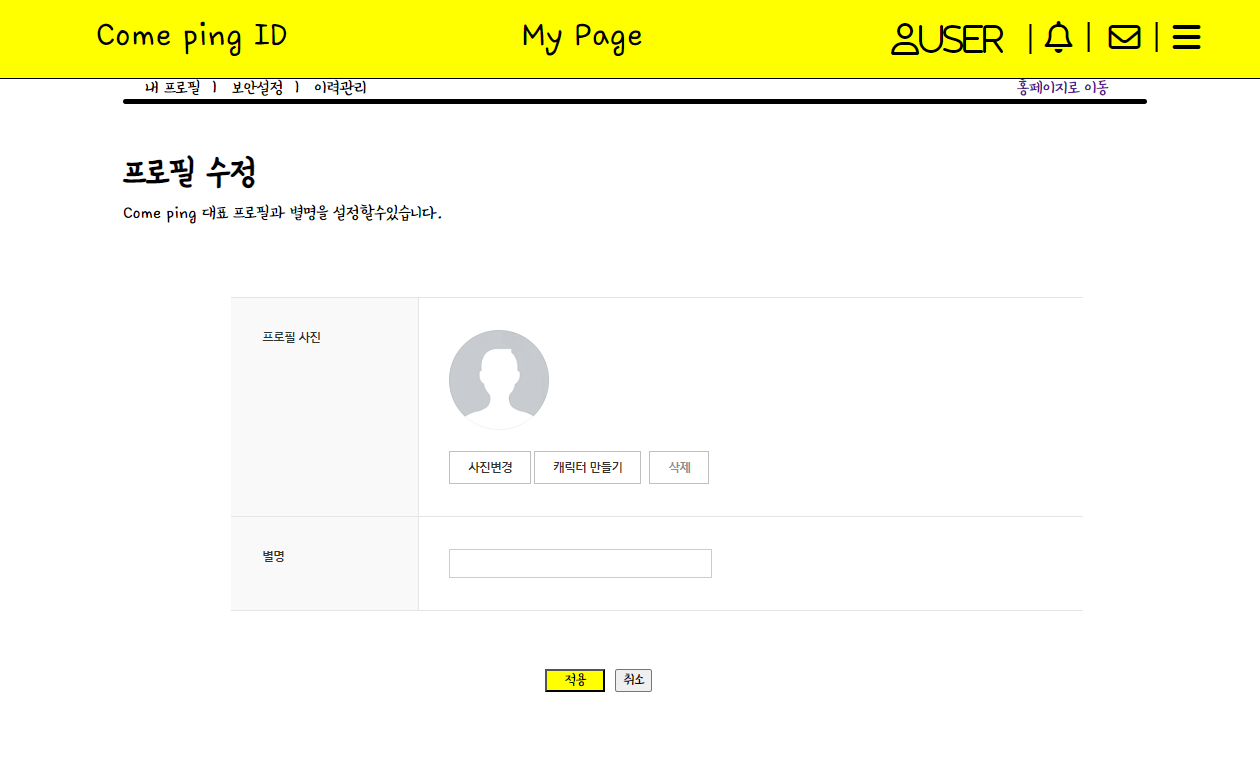 Come ping ID My Page USER
내 프로필 | 보안설정 | 이력관리 홈페이지로 이동
프로필 수정
Come ping 대표 프로필과 별명을 설정할수있습니다.
프로필 사진
사진변경 캐릭터 만들기 삭제
별명
적용 취소